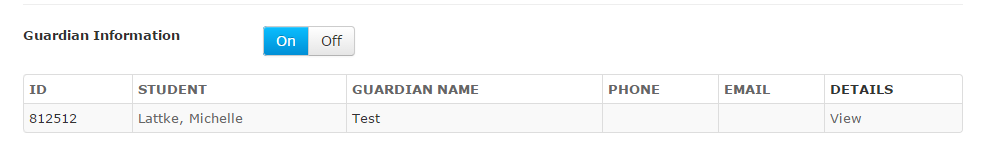 Guardian Information On Off
ID STUDENT GUARDIAN NAME PHONE EMAIL DETAILS
812512 Lattke, Michelle Test View